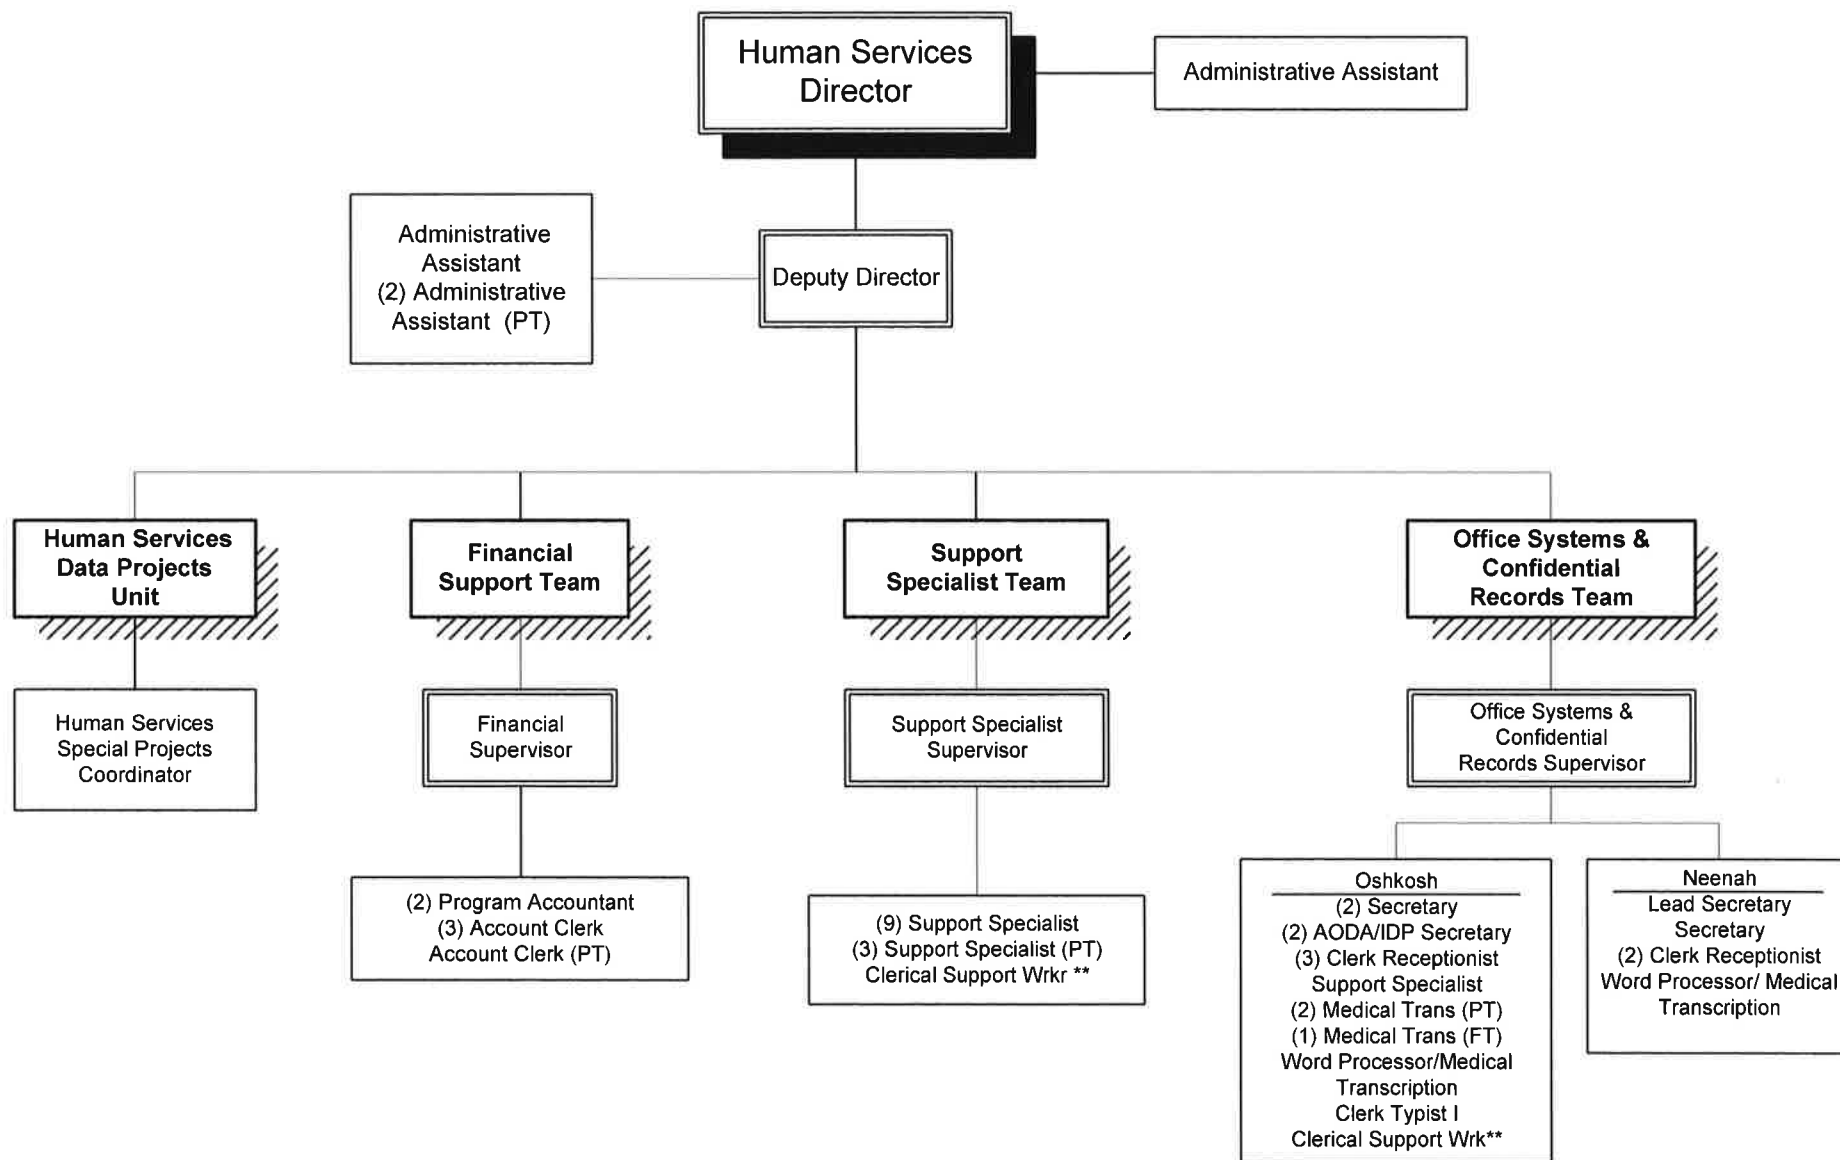 Human Services
Director
Administrative Assistant
Administrative
Assistant
(2) Administrative
Assistant (PT)
Deputy Director
Human Services
Data Projects
Unit
Financial
Support Team
Support
Specialist Team
Office Systems &
Confidential
Records Team
Human Services
Special Projects
Coordinator
Financial
Supervisor
Support Specialist
Supervisor
Office Systems &
Confidential
Records Supervisor
(2) Program Accountant
(3) Account Clerk
Account Clerk (PT)
(9) Support Specialist
(3) Support Specialist (PT)
Clerical Support Wrkr **
Oshkosh
(2) Secretary
(2) AODA/IDP Secretary
(3) Clerk Receptionist
Support Specialist
(2) Medical Trans (PT)
(1) Medical Trans (FT)
Word Processor/Medical
Transcription
Clerk Typist I
Clerical Support Wrk**
Neenah
Lead Secretary
Secretary
(2) Clerk Receptionist
Word Processor/ Medical
Transcription